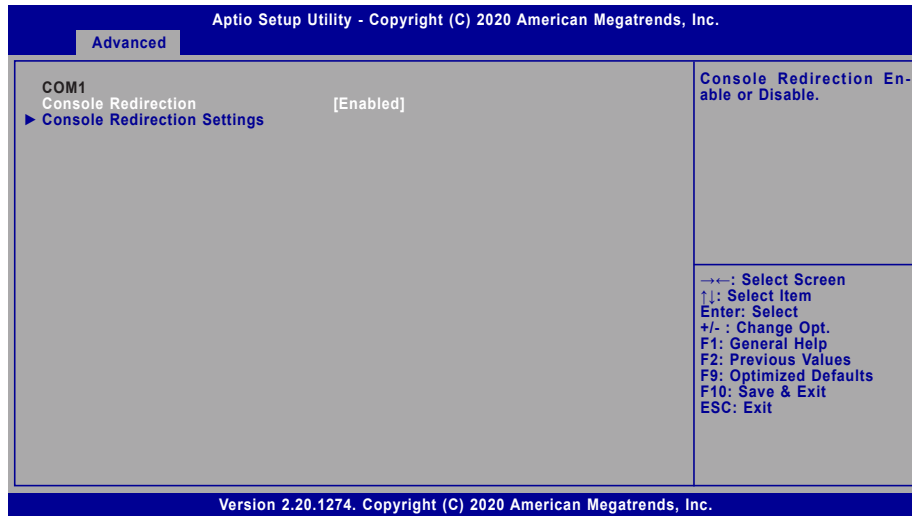 Aptio Setup Utility - Copyright (C) 2020 American Megatrends, Inc.
Advanced
COM1
Console Redirection [Enabled]
► Console Redirection Settings
Console Redirection En-
able or Disable.
→←: Select Screen
↑↓: Select Item
Enter: Select
+/- : Change Opt.
F1: General Help
F2: Previous Values
F9: Optimized Defaults
F10: Save & Exit
ESC: Exit
Version 2.20.1274. Copyright (C) 2020 American Megatrends, Inc.